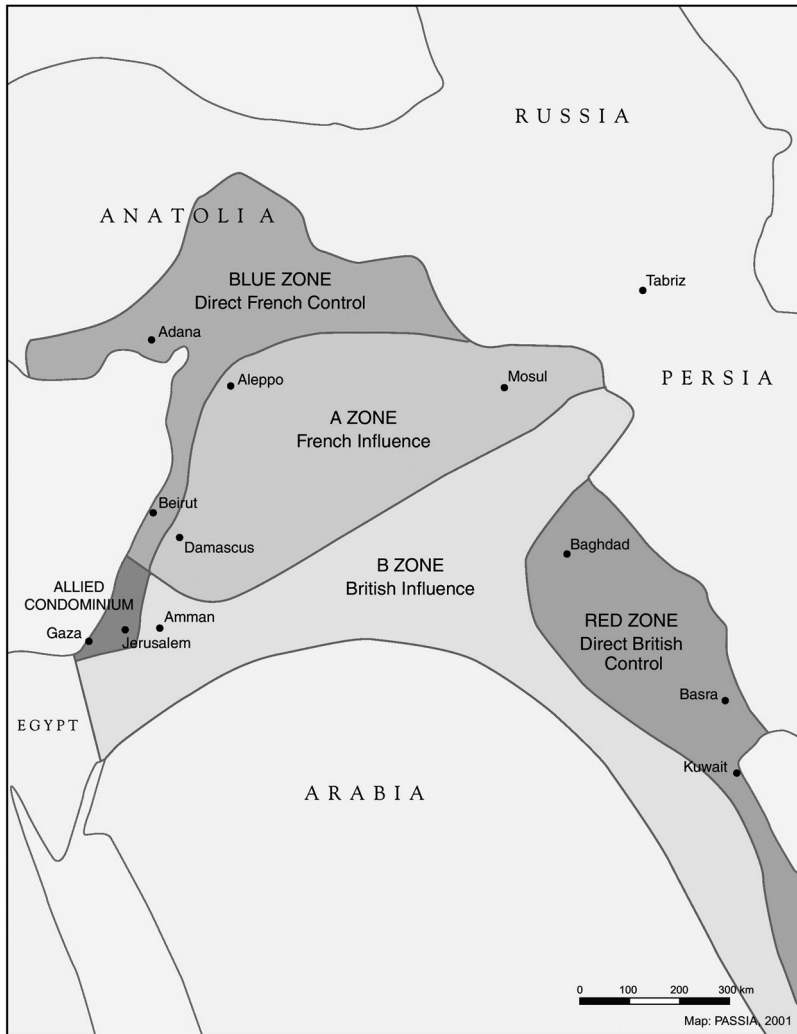 RUSSIA
ANATOLIA
BLUE ZONE
Direct French Control
Tabriz
Adana
Aleppo
Mosul
PERSIA
A ZONE
French Influence
Beirut
Damascus
Baghdad
B ZONE
British Influence
ALLIED
CONDOMINIUM
Amman
Gaza
Jerusalem
RED ZONE
Direct British
Control
Basra
EGYPT
Kuwait
ARABIA
0 100 200 300 km
Map: PASSIA, 2001